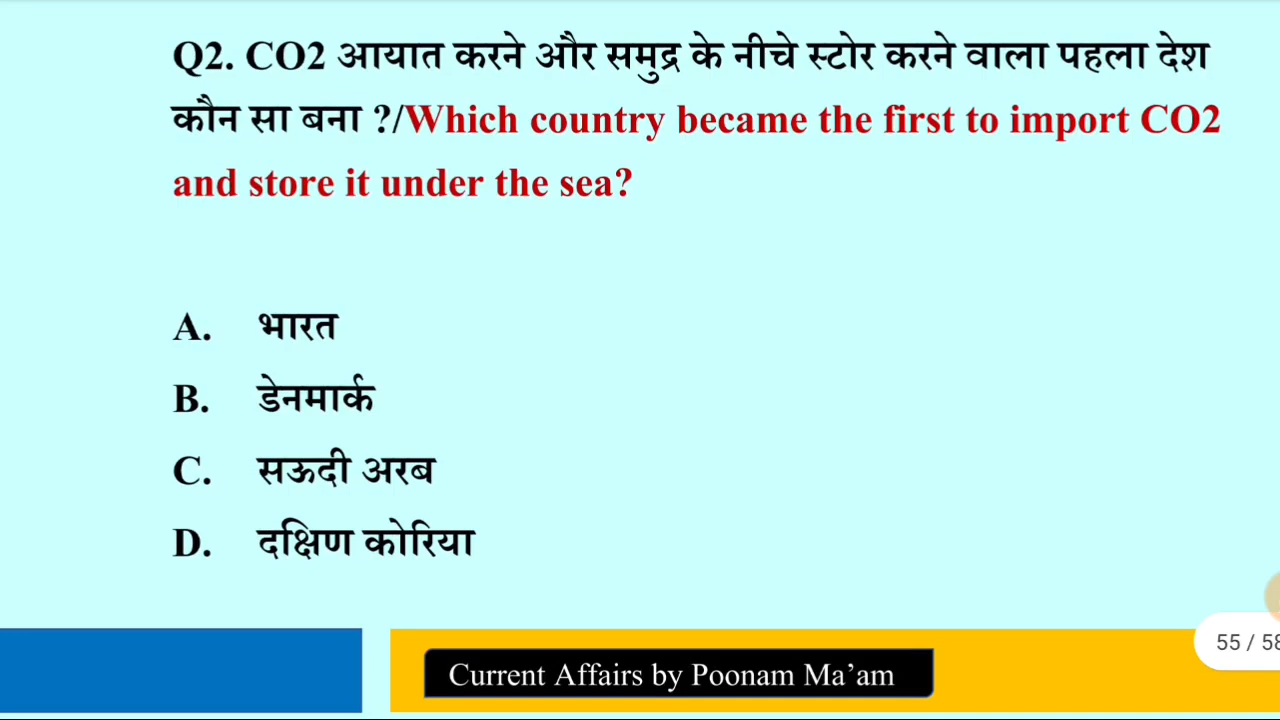 Q2. CO2 आयात करने और समुद्र के नीचे स्टोर करने वाला पहला देश
कौन सा बना ?/Which country became the first to import CO2
and store it under the sea?
A. भारत
B. डेनमार्क
C. सऊदी अरब
D. दक्षिण कोरिया
55 / 58
Current Affairs by Poonam Ma’am